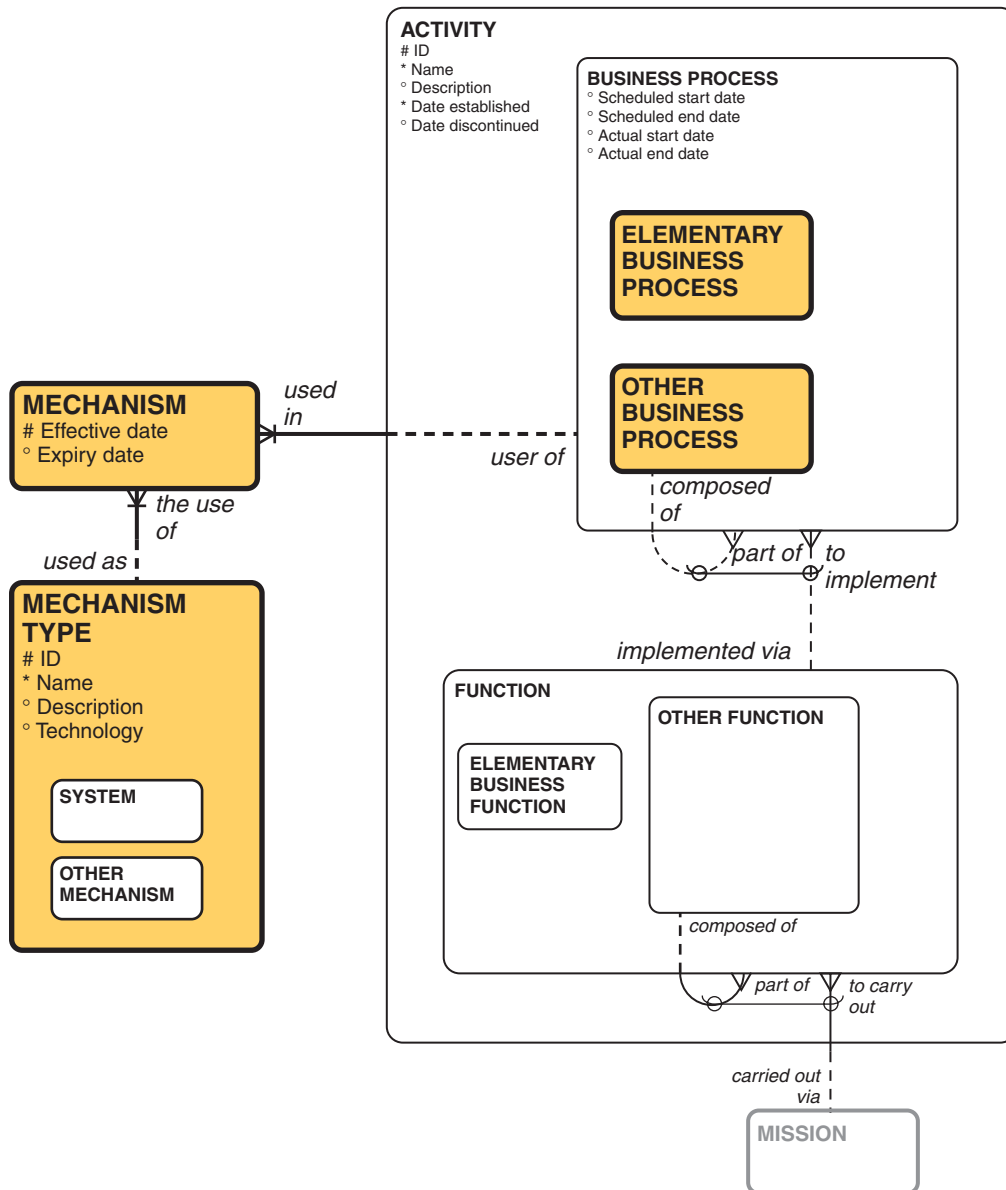 ACTIVITY
# ID
* Name
° Description
* Date established
° Date discontinued
BUSINESS PROCESS
° Scheduled start date
° Scheduled end date
° Actual start date
° Actual end date
ELEMENTARY
BUSINESS
PROCESS
OTHER
BUSINESS
PROCESS
MECHANISM
# Effective date
° Expiry date
used
in
user of
composed
of
part of
to
implement
the use
of
used as
MECHANISM
TYPE
# ID
* Name
° Description
° Technology
SYSTEM
OTHER
MECHANISM
implemented via
FUNCTION
OTHER FUNCTION
ELEMENTARY
BUSINESS
FUNCTION
composed of
part of
to carry
out
carried out
via
MISSION